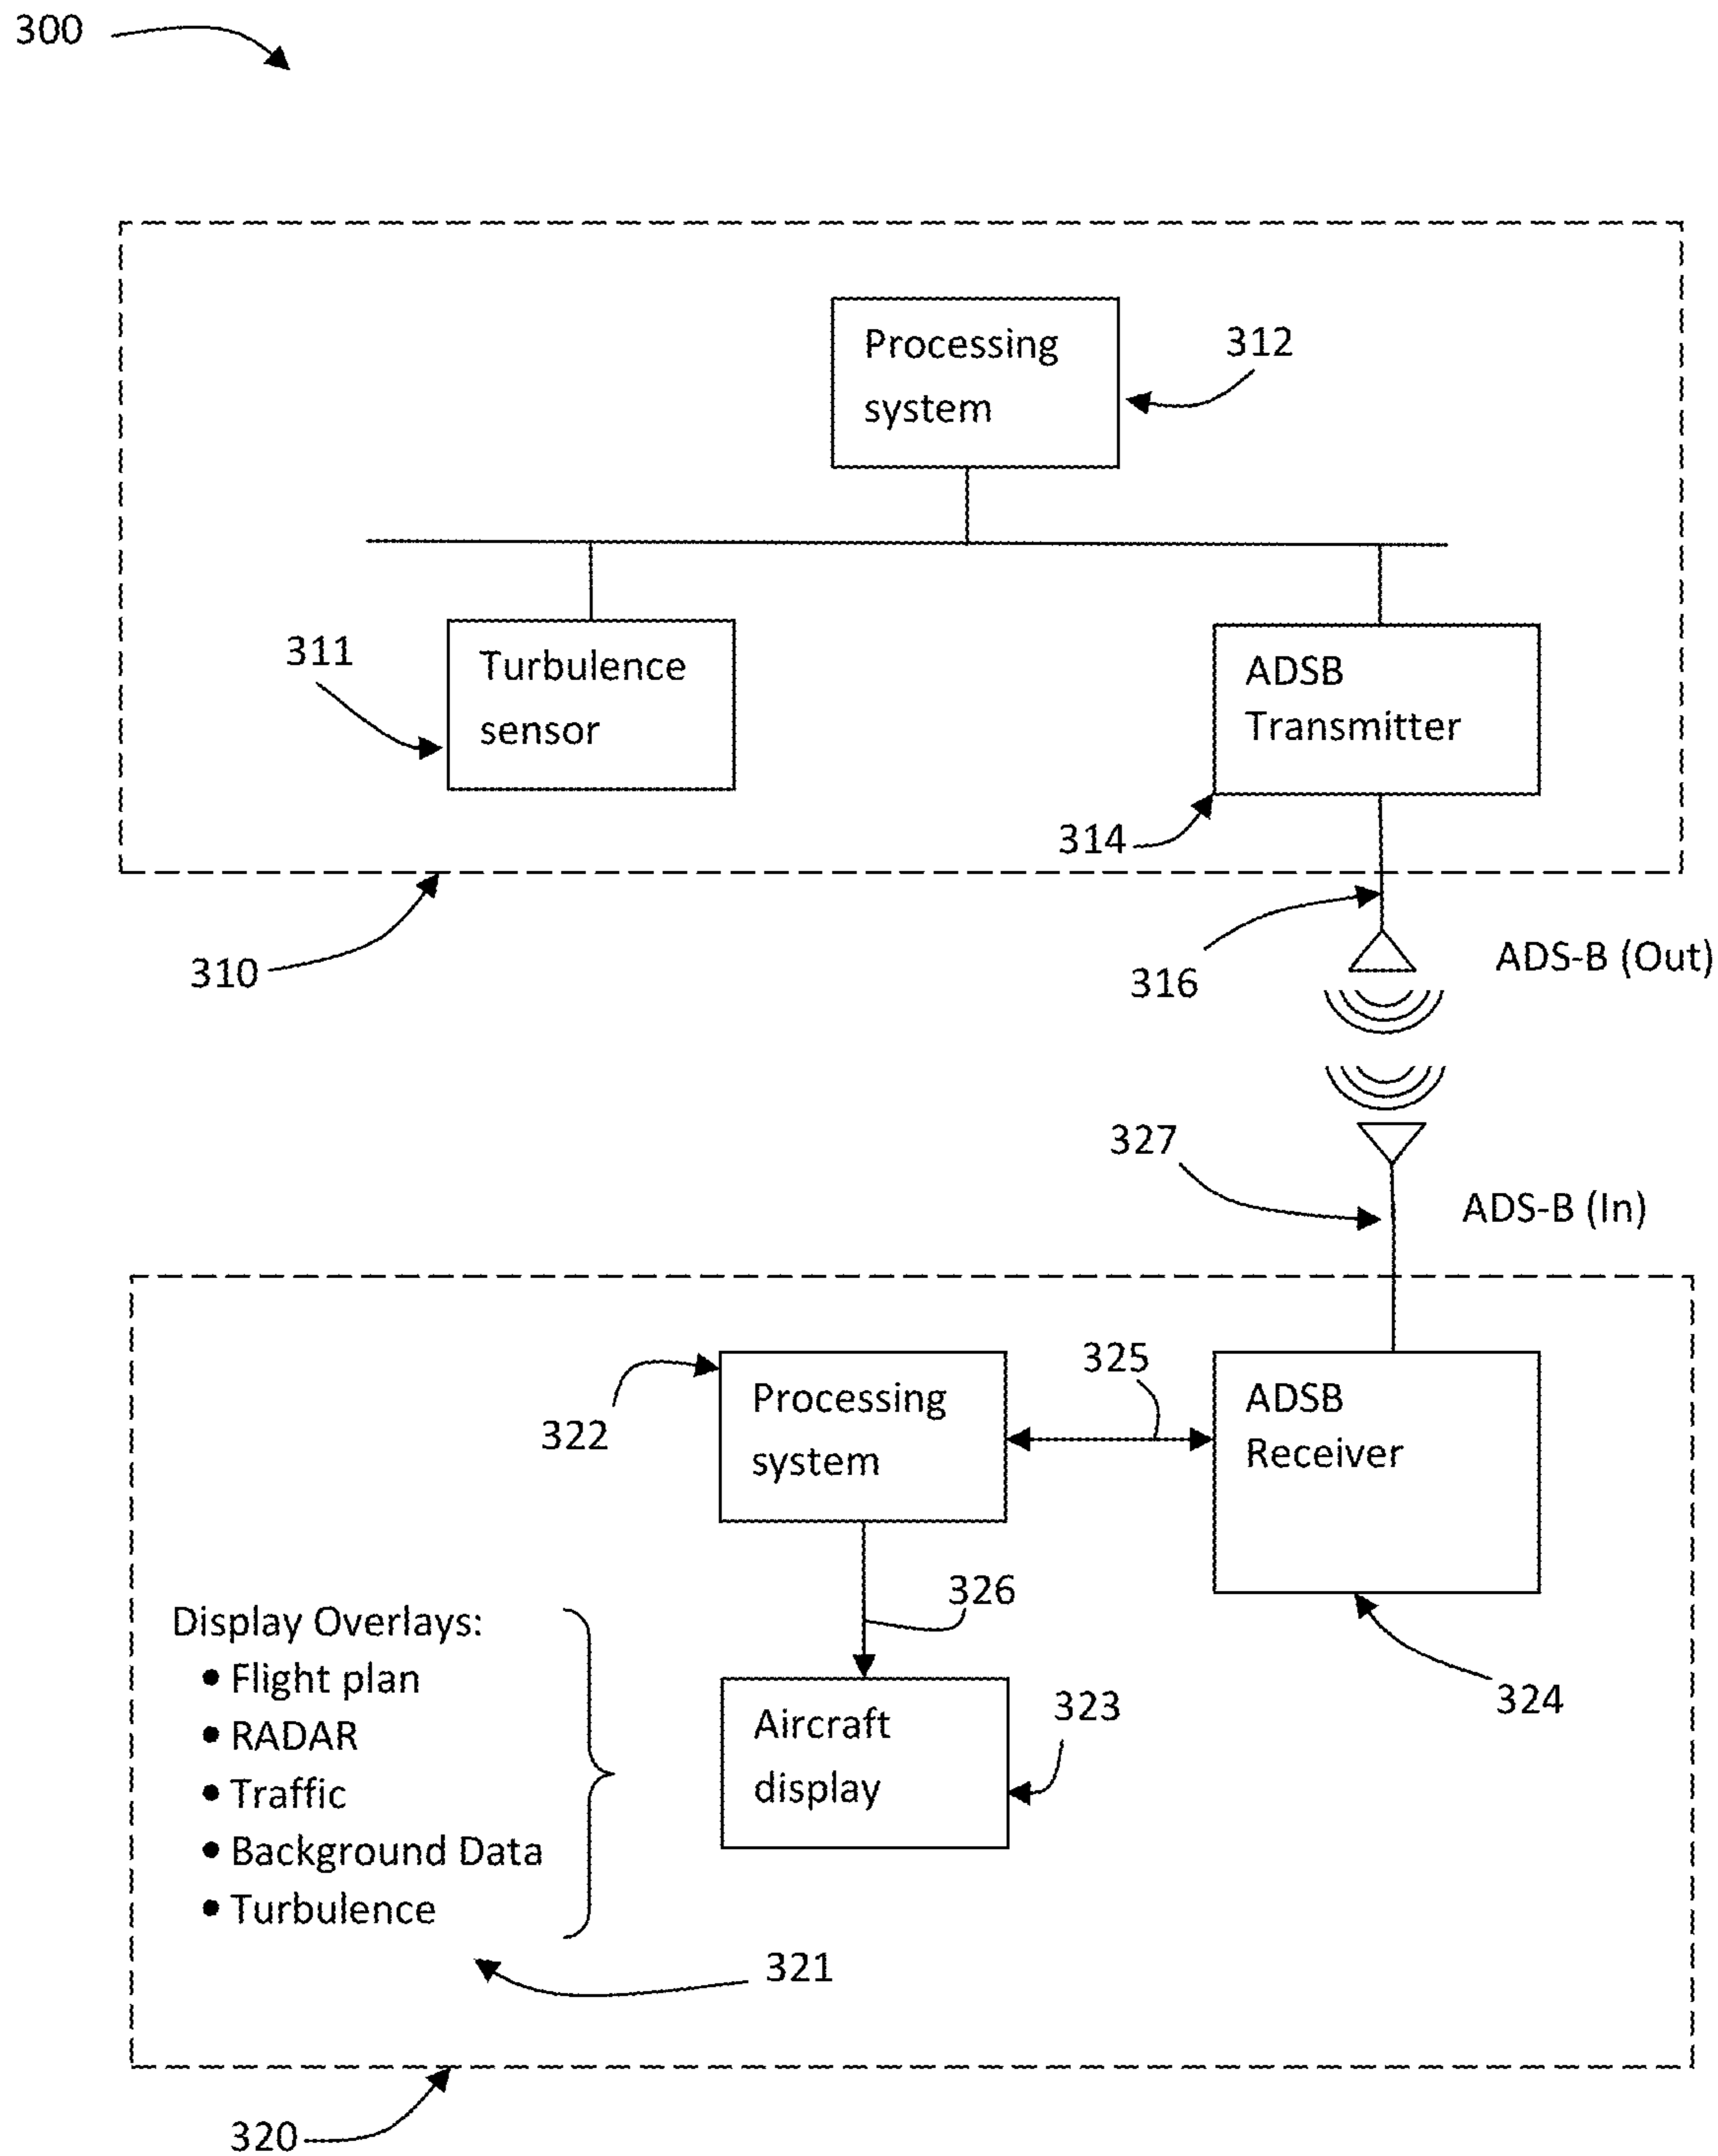 300
Processing
system
312
311
Turbulence
sensor
ADSB
Transmitter
314
310
316
ADS-B (Out)
327
ADS-B (In)
322
Processing
system
325
ADSB
Receiver
326
324
Display Overlays:
• Flight plan
• RADAR
• Traffic
• Background Data
• Turbulence
Aircraft
display
323
321
320